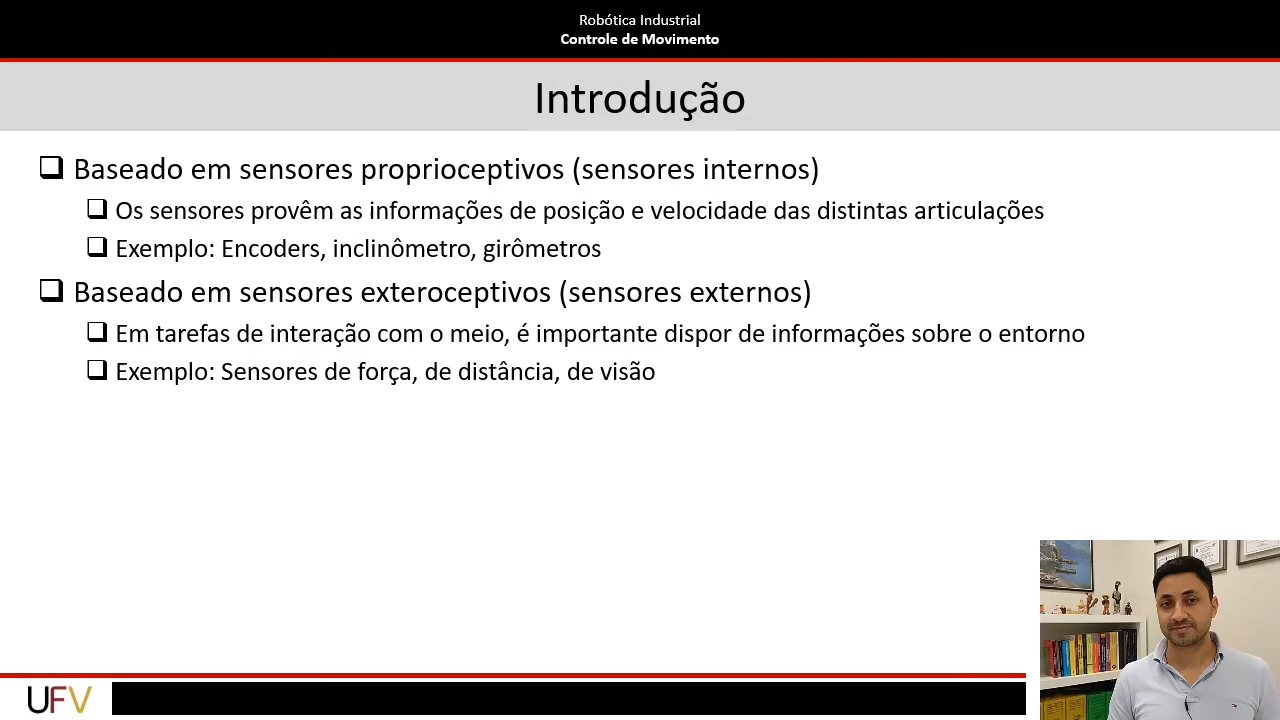 Robótica Industrial
Controle de Movimento
Introdução
Baseado em sensores proprioceptivos (sensores internos)
Os sensores provêm as informações de posição e velocidade das distintas articulações
Exemplo: Encoders, inclinômetro, girômetros
Baseado em sensores exteroceptivos (sensores externos)
Em tarefas de interação com o meio, é importante dispor de informações sobre o entorno
Exemplo: Sensores de força, de distância, de visão
UFV